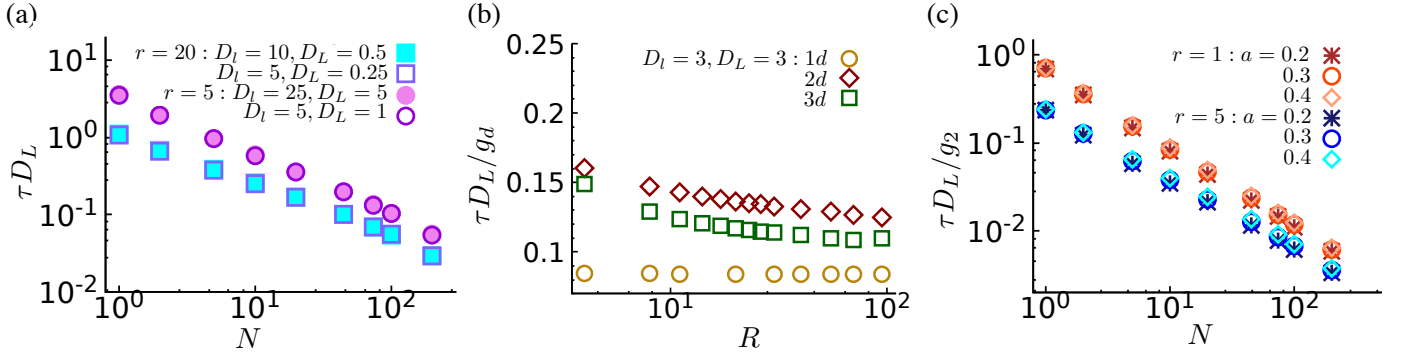 (a)
10^1
10^0
10^{-1}
10^{-2}
τD_L
r = 20 : D_l = 10, D_L = 0.5
D_l = 5, D_L = 0.25
r = 5 : D_l = 25, D_L = 5
D_l = 5, D_L = 1
10^0 10^1 10^2
N
(b)
0.25
0.2
0.15
0.1
τD_L/g_d
D_l = 3, D_L = 3 : 1d
2d
3d
10^1 10^2
R
(c)
10^0
10^{-1}
10^{-2}
τD_L/g_2
r = 1 : a = 0.2
0.3
0.4
r = 5 : a = 0.2
0.3
0.4
10^0 10^1 10^2
N